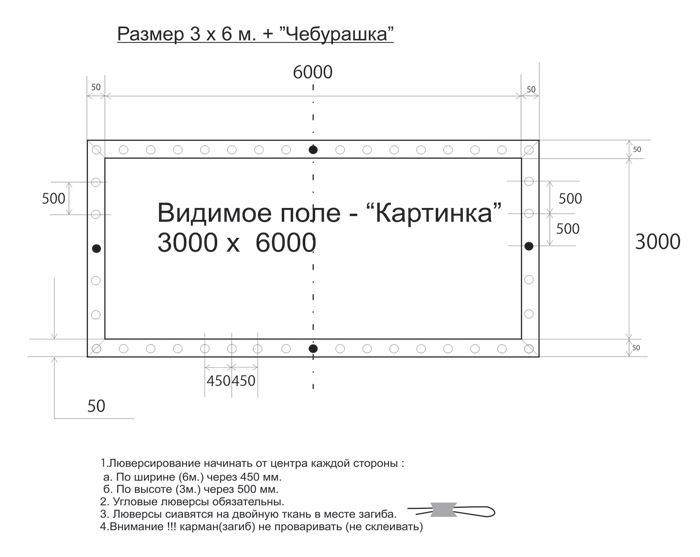 Размер 3 х 6 м. + ”Чебурашка”
6000
50
50
50
500
500
Видимое поле - “Картинка”
500
3000 х 6000
3000
50
450 450
50
1.Люверсирование начинать от центра каждой стороны :
а. По ширине (6м.) через 450 мм.
б. По высоте (3м.) через 500 мм.
2. Угловые люверсы обязательны.
3. Люверсы сиавятся на двойную ткань в месте загиба.
4.Внимание !!! карман(загиб) не проваривать (не склеивать)